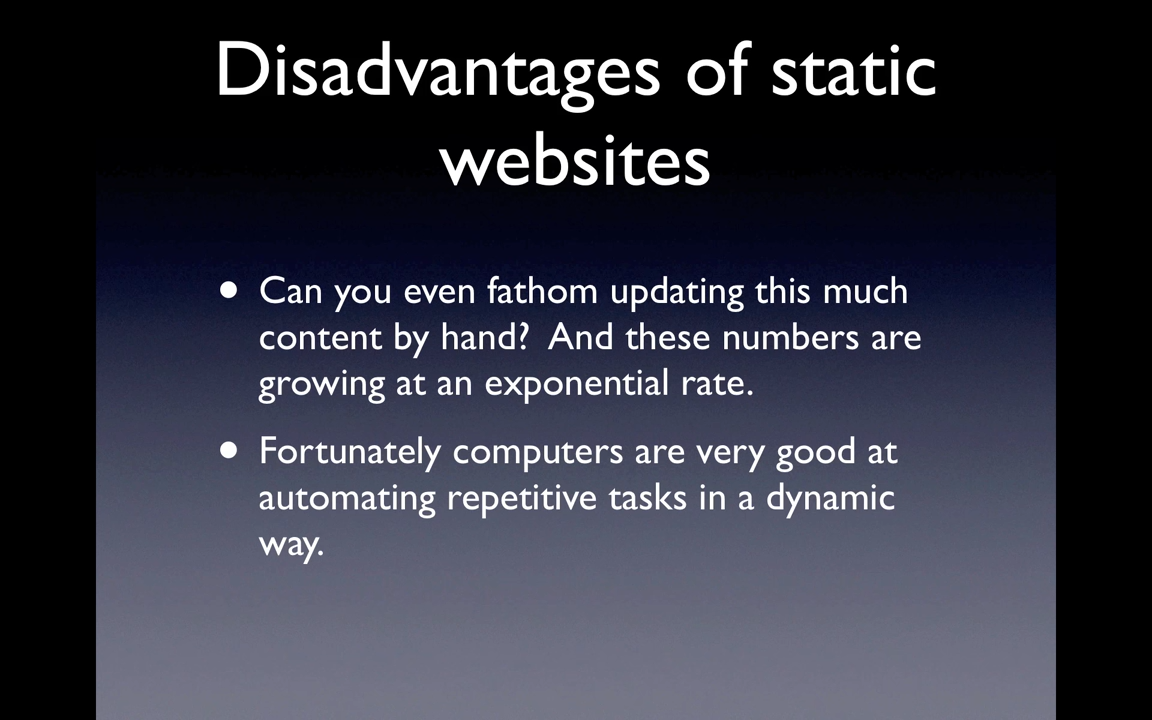 Disadvantages of static
websites
• Can you even fathom updating this much
content by hand?  And these numbers are
growing at an exponential rate.
• Fortunately computers are very good at
automating repetitive tasks in a dynamic
way.